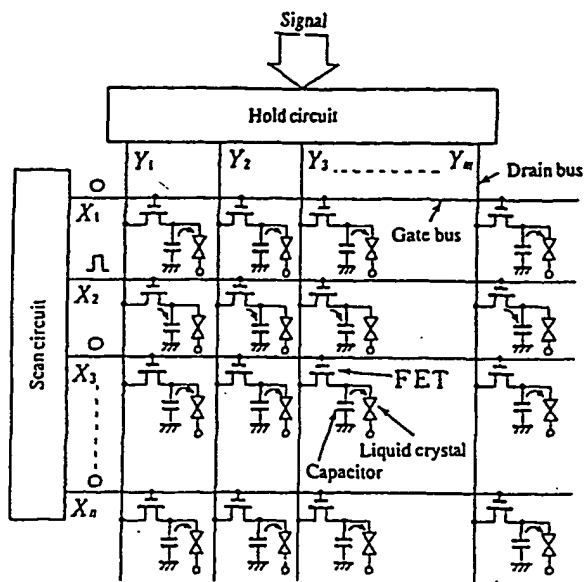 Signal
Hold circuit
Y1 Y2 Y3 Ym
Drain bus
X1
Gate bus
X2
Scan circuit
X3
FET
Liquid crystal
Capacitor
Xn